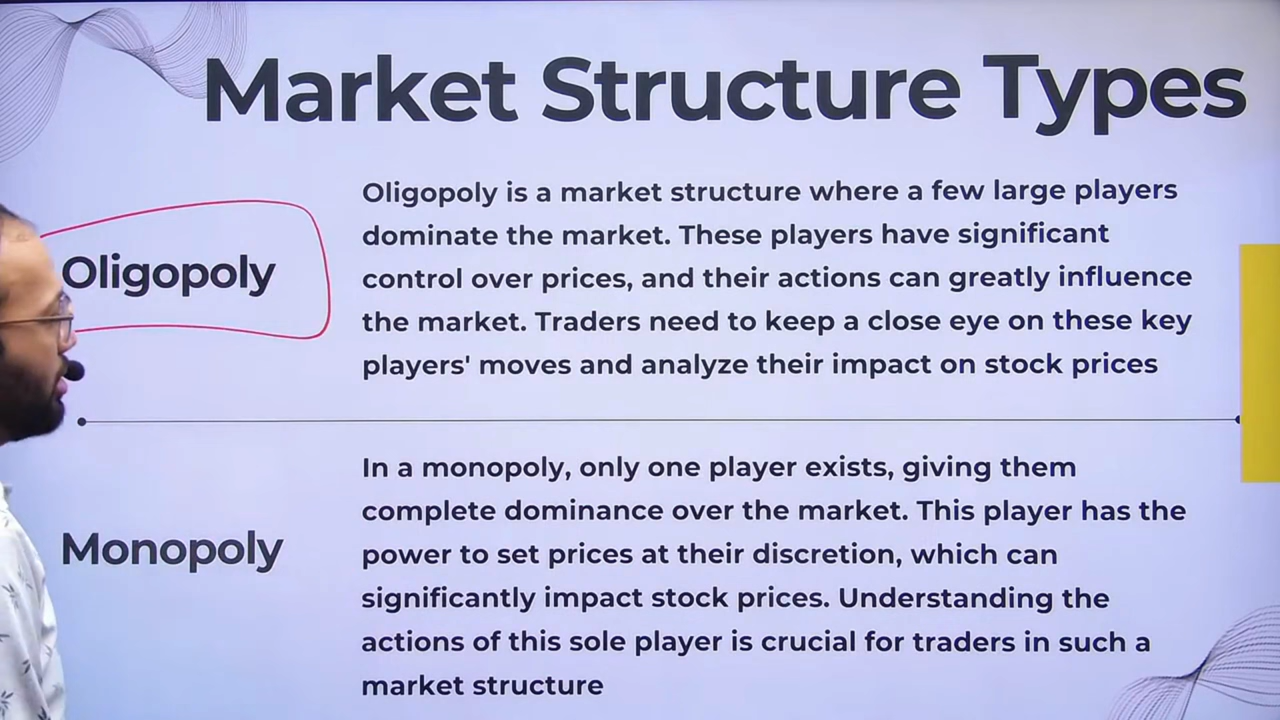 Market Structure Types
Oligopoly
Oligopoly is a market structure where a few large players
dominate the market. These players have significant
control over prices, and their actions can greatly influence
the market. Traders need to keep a close eye on these key
players' moves and analyze their impact on stock prices
Monopoly
In a monopoly, only one player exists, giving them
complete dominance over the market. This player has the
power to set prices at their discretion, which can
significantly impact stock prices. Understanding the
actions of this sole player is crucial for traders in such a
market structure